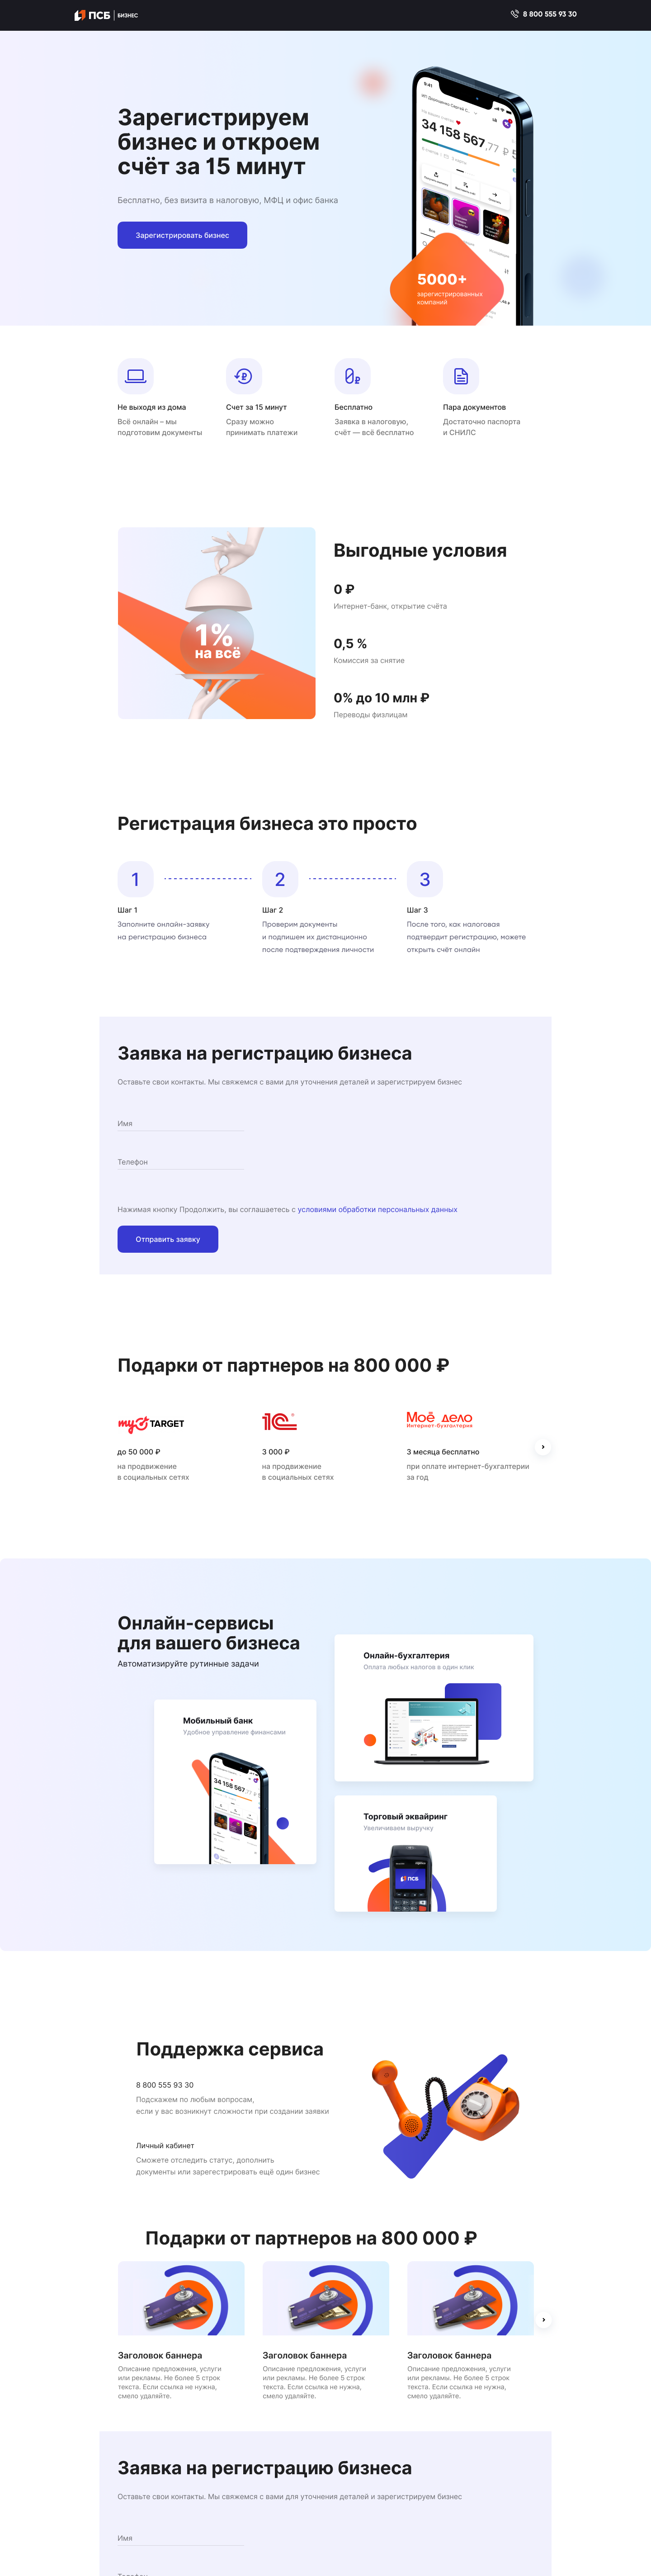 ПСБ БИЗНЕС
8 800 555 93 30
Зарегистрируем
бизнес и откроем
счёт за 15 минут
Бесплатно, без визита в налоговую, МФЦ и офис банка
Зарегистрировать бизнес
9:41
34 158 567,77 ₽
5000+
зарегистрированных
компаний
Не выходя из дома
Всё онлайн – мы
подготовим документы
Счет за 15 минут
Сразу можно
принимать платежи
Бесплатно
Заявка в налоговую,
счёт — всё бесплатно
Пара документов
Достаточно паспорта
и СНИЛС
1%
на всё
Выгодные условия
0 ₽
Интернет-банк, открытие счёта
0,5 %
Комиссия за снятие
0% до 10 млн ₽
Переводы физлицам
Регистрация бизнеса это просто
1
2
3
Шаг 1
Заполните онлайн-заявку
на регистрацию бизнеса
Шаг 2
Проверим документы
и подпишем их дистанционно
после подтверждения личности
Шаг 3
После того, как налоговая
подтвердит регистрацию, можете
открыть счёт онлайн
Заявка на регистрацию бизнеса
Оставьте свои контакты. Мы свяжемся с вами для уточнения деталей и зарегистрируем бизнес
Имя
Телефон
Нажимая кнопку Продолжить, вы соглашаетесь с условиями обработки персональных данных
Отправить заявку
Подарки от партнеров на 800 000 ₽
myTARGET
до 50 000 ₽
на продвижение
в социальных сетях
1С
3 000 ₽
на продвижение
в социальных сетях
Моё дело
Интернет-бухгалтерия
3 месяца бесплатно
при оплате интернет-бухгалтерии
за год
Онлайн-сервисы
для вашего бизнеса
Автоматизируйте рутинные задачи
Мобильный банк
Удобное управление финансами
34 158 567
Онлайн-бухгалтерия
Оплата любых налогов в один клик
Торговый эквайринг
Увеличиваем выручку
ПСБ
Поддержка сервиса
8 800 555 93 30
Подскажем по любым вопросам,
если у вас возникнут сложности при создании заявки
Личный кабинет
Сможете отследить статус, дополнить
документы или зарегестрировать ещё один бизнес
Подарки от партнеров на 800 000 ₽
Заголовок баннера
Описание предложения, услуги
или рекламы. Не более 5 строк
текста. Если ссылка не нужна,
смело удаляйте.
Заголовок баннера
Описание предложения, услуги
или рекламы. Не более 5 строк
текста. Если ссылка не нужна,
смело удаляйте.
Заголовок баннера
Описание предложения, услуги
или рекламы. Не более 5 строк
текста. Если ссылка не нужна,
смело удаляйте.
Заявка на регистрацию бизнеса
Оставьте свои контакты. Мы свяжемся с вами для уточнения деталей и зарегистрируем бизнес
Имя